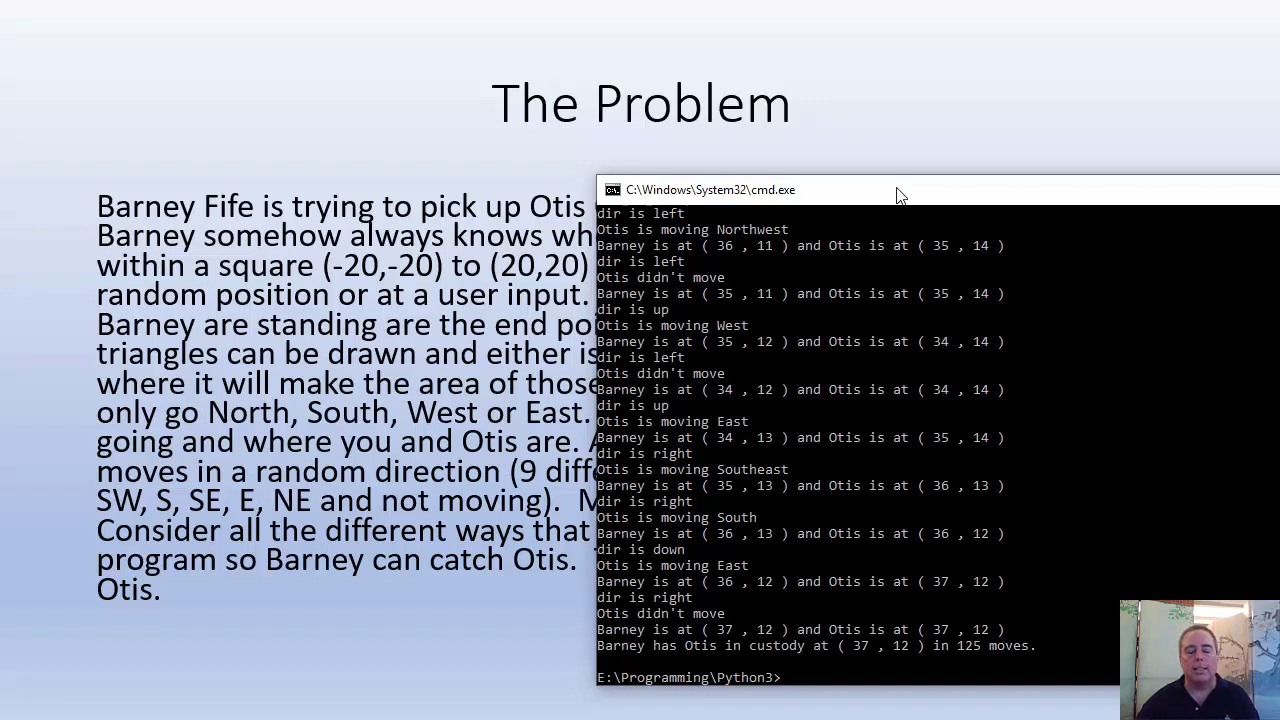 The Problem
Barney Fife is trying to pick up Otis
Barney somehow always knows wh
within a square (-20,-20) to (20,20)
random position or at a user input.
Barney are standing are the end po
triangles can be drawn and either is
where it will make the area of those
only go North, South, West or East.
going and where you and Otis are. A
moves in a random direction (9 diff
SW, S, SE, E, NE and not moving). M
Consider all the different ways that
program so Barney can catch Otis.
Otis.
C:\Windows\System32\cmd.exe
dir is left
Otis is moving Northwest
Barney is at ( 36 , 11 ) and Otis is at ( 35 , 14 )
dir is left
Otis didn't move
Barney is at ( 35 , 11 ) and Otis is at ( 35 , 14 )
dir is up
Otis is moving West
Barney is at ( 35 , 12 ) and Otis is at ( 34 , 14 )
dir is left
Otis didn't move
Barney is at ( 34 , 12 ) and Otis is at ( 34 , 14 )
dir is up
Otis is moving East
Barney is at ( 34 , 13 ) and Otis is at ( 35 , 14 )
dir is right
Otis is moving Southeast
Barney is at ( 35 , 13 ) and Otis is at ( 36 , 13 )
dir is right
Otis is moving South
Barney is at ( 36 , 13 ) and Otis is at ( 36 , 12 )
dir is down
Otis is moving East
Barney is at ( 36 , 12 ) and Otis is at ( 37 , 12 )
dir is right
Otis didn't move
Barney is at ( 37 , 12 ) and Otis is at ( 37 , 12 )
Barney has Otis in custody at ( 37 , 12 ) in 125 moves.
E:\Programming\Python3>